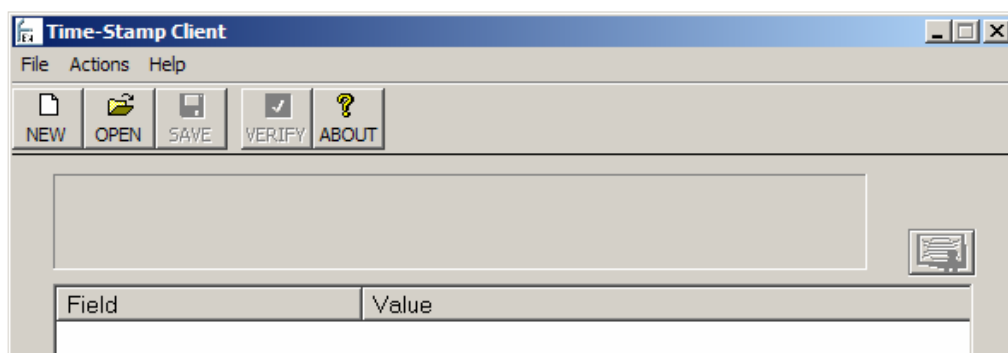 Time-Stamp Client
File Actions Help
NEW OPEN SAVE VERIFY ABOUT
Field Value